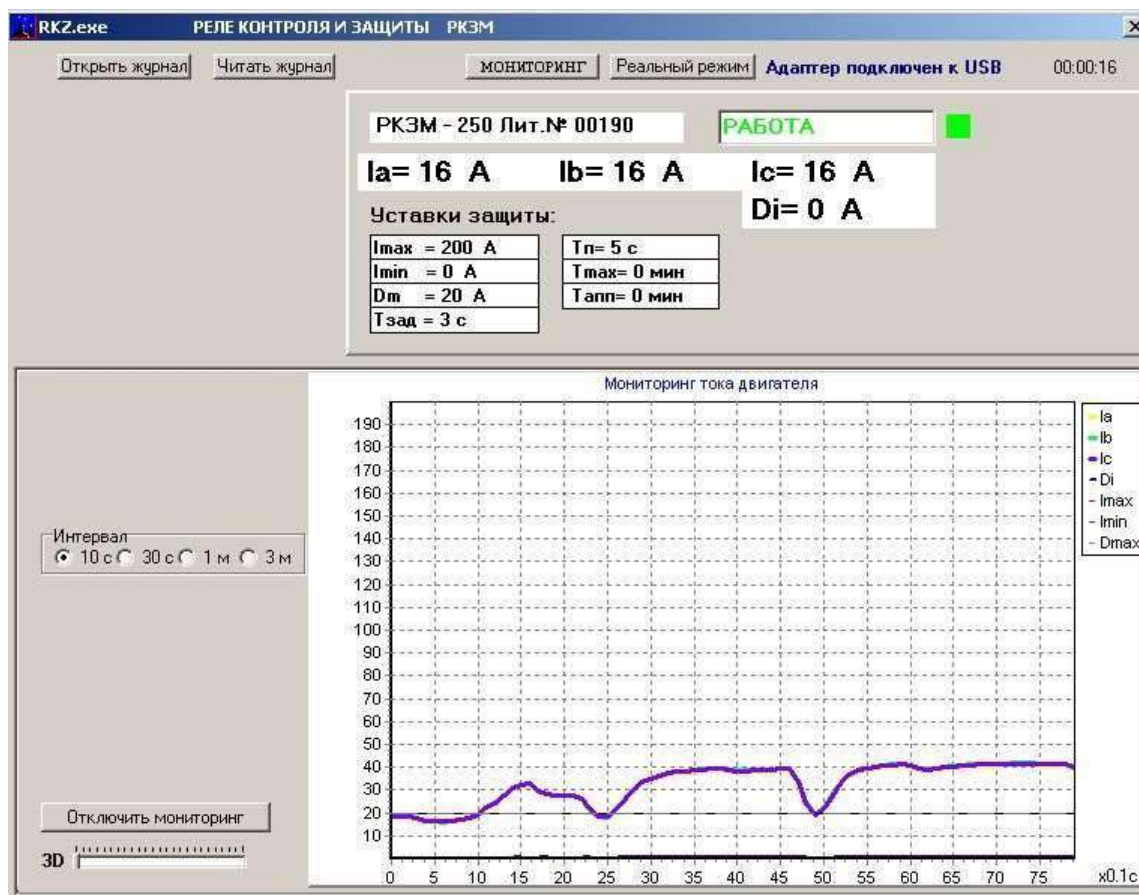 RKZ.exe РЕЛЕ КОНТРОЛЯ И ЗАЩИТЫ РКЗМ
Открыть журнал Читать журнал МОНИТОРИНГ Реальный режим Адаптер подключен к USB 00:00:16
РКЗМ - 250 Лит.№ 00190 РАБОТА
Ia= 16 A Ib= 16 A Ic= 16 A
Di= 0 A
Уставки защиты:
Imax = 200 A Тп= 5 с
Imin = 0 A Tmax= 0 мин
Dm = 20 A Тапп= 0 мин
Тзад = 3 с
Мониторинг тока двигателя
190
180
170
160
150
140
130
120
110
100
90
80
70
60
50
40
30
20
10
0 5 10 15 20 25 30 35 40 45 50 55 60 65 70 75 x0.1c
Ia
Ib
Ic
Di
Imax
Imin
Dmax
Интервал
10 с 30 с 1 м 3 м
Отключить мониторинг
3D